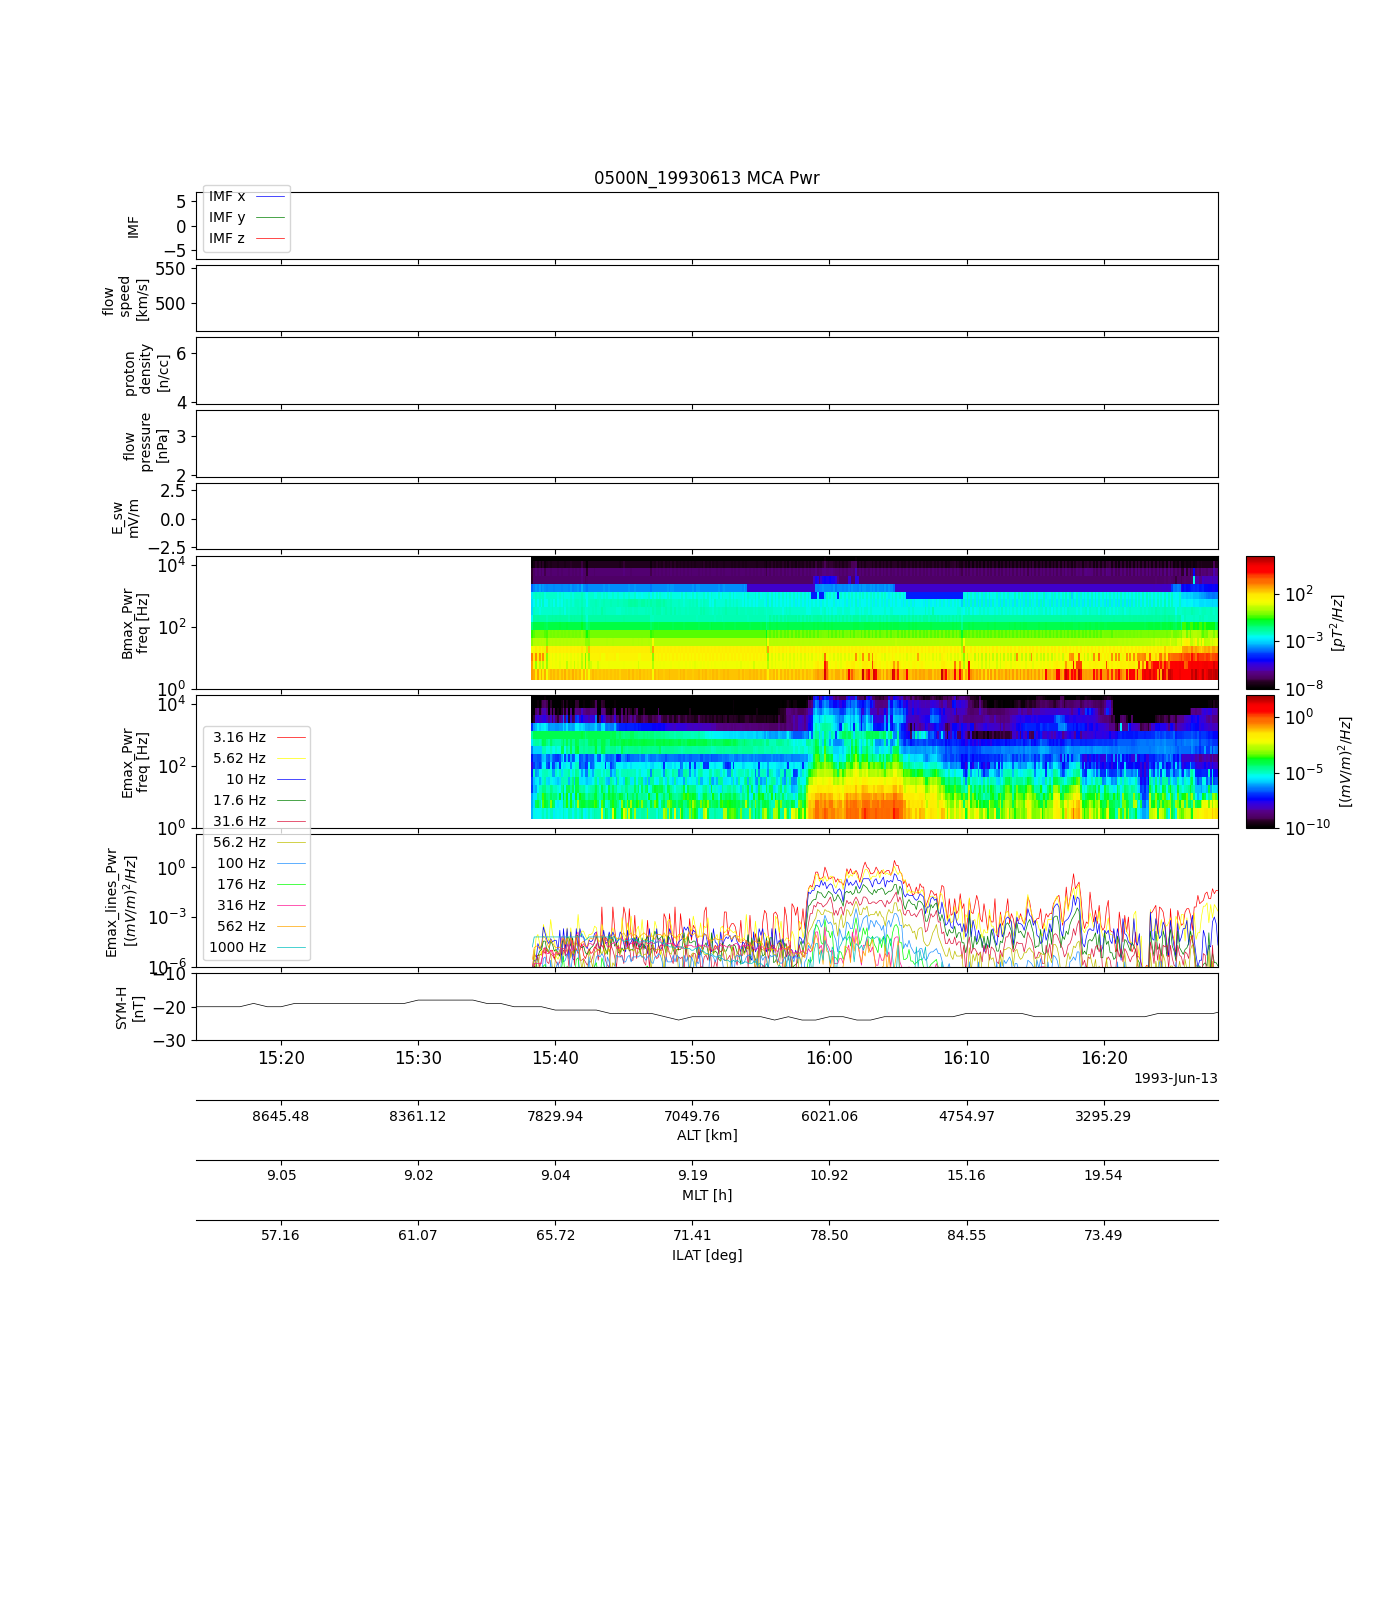 0500N_19930613 MCA Pwr
IMF
5
0
−5
IMF x
IMF y
IMF z
flow
speed
[km/s]
550
500
proton
density
[n/cc]
6
4
flow
pressure
[nPa]
3
2
E_sw
mV/m
2.5
0.0
−2.5
Bmax_Pwr
freq [Hz]
10^4
10^2
10^0
10^2
10^−3
10^−8
[pT^2/Hz]
Emax_Pwr
freq [Hz]
10^4
10^2
10^0
10^0
10^−5
10^−10
[(mV/m)^2/Hz]
3.16 Hz
5.62 Hz
10 Hz
17.6 Hz
31.6 Hz
56.2 Hz
100 Hz
176 Hz
316 Hz
562 Hz
1000 Hz
Emax_lines_Pwr
[(mV/m)^2/Hz]
10^0
10^−3
10^−6
SYM-H
[nT]
−10
−20
−30
15:20 15:30 15:40 15:50 16:00 16:10 16:20
1993-Jun-13
8645.48 8361.12 7829.94 7049.76 6021.06 4754.97 3295.29
ALT [km]
9.05 9.02 9.04 9.19 10.92 15.16 19.54
MLT [h]
57.16 61.07 65.72 71.41 78.50 84.55 73.49
ILAT [deg]